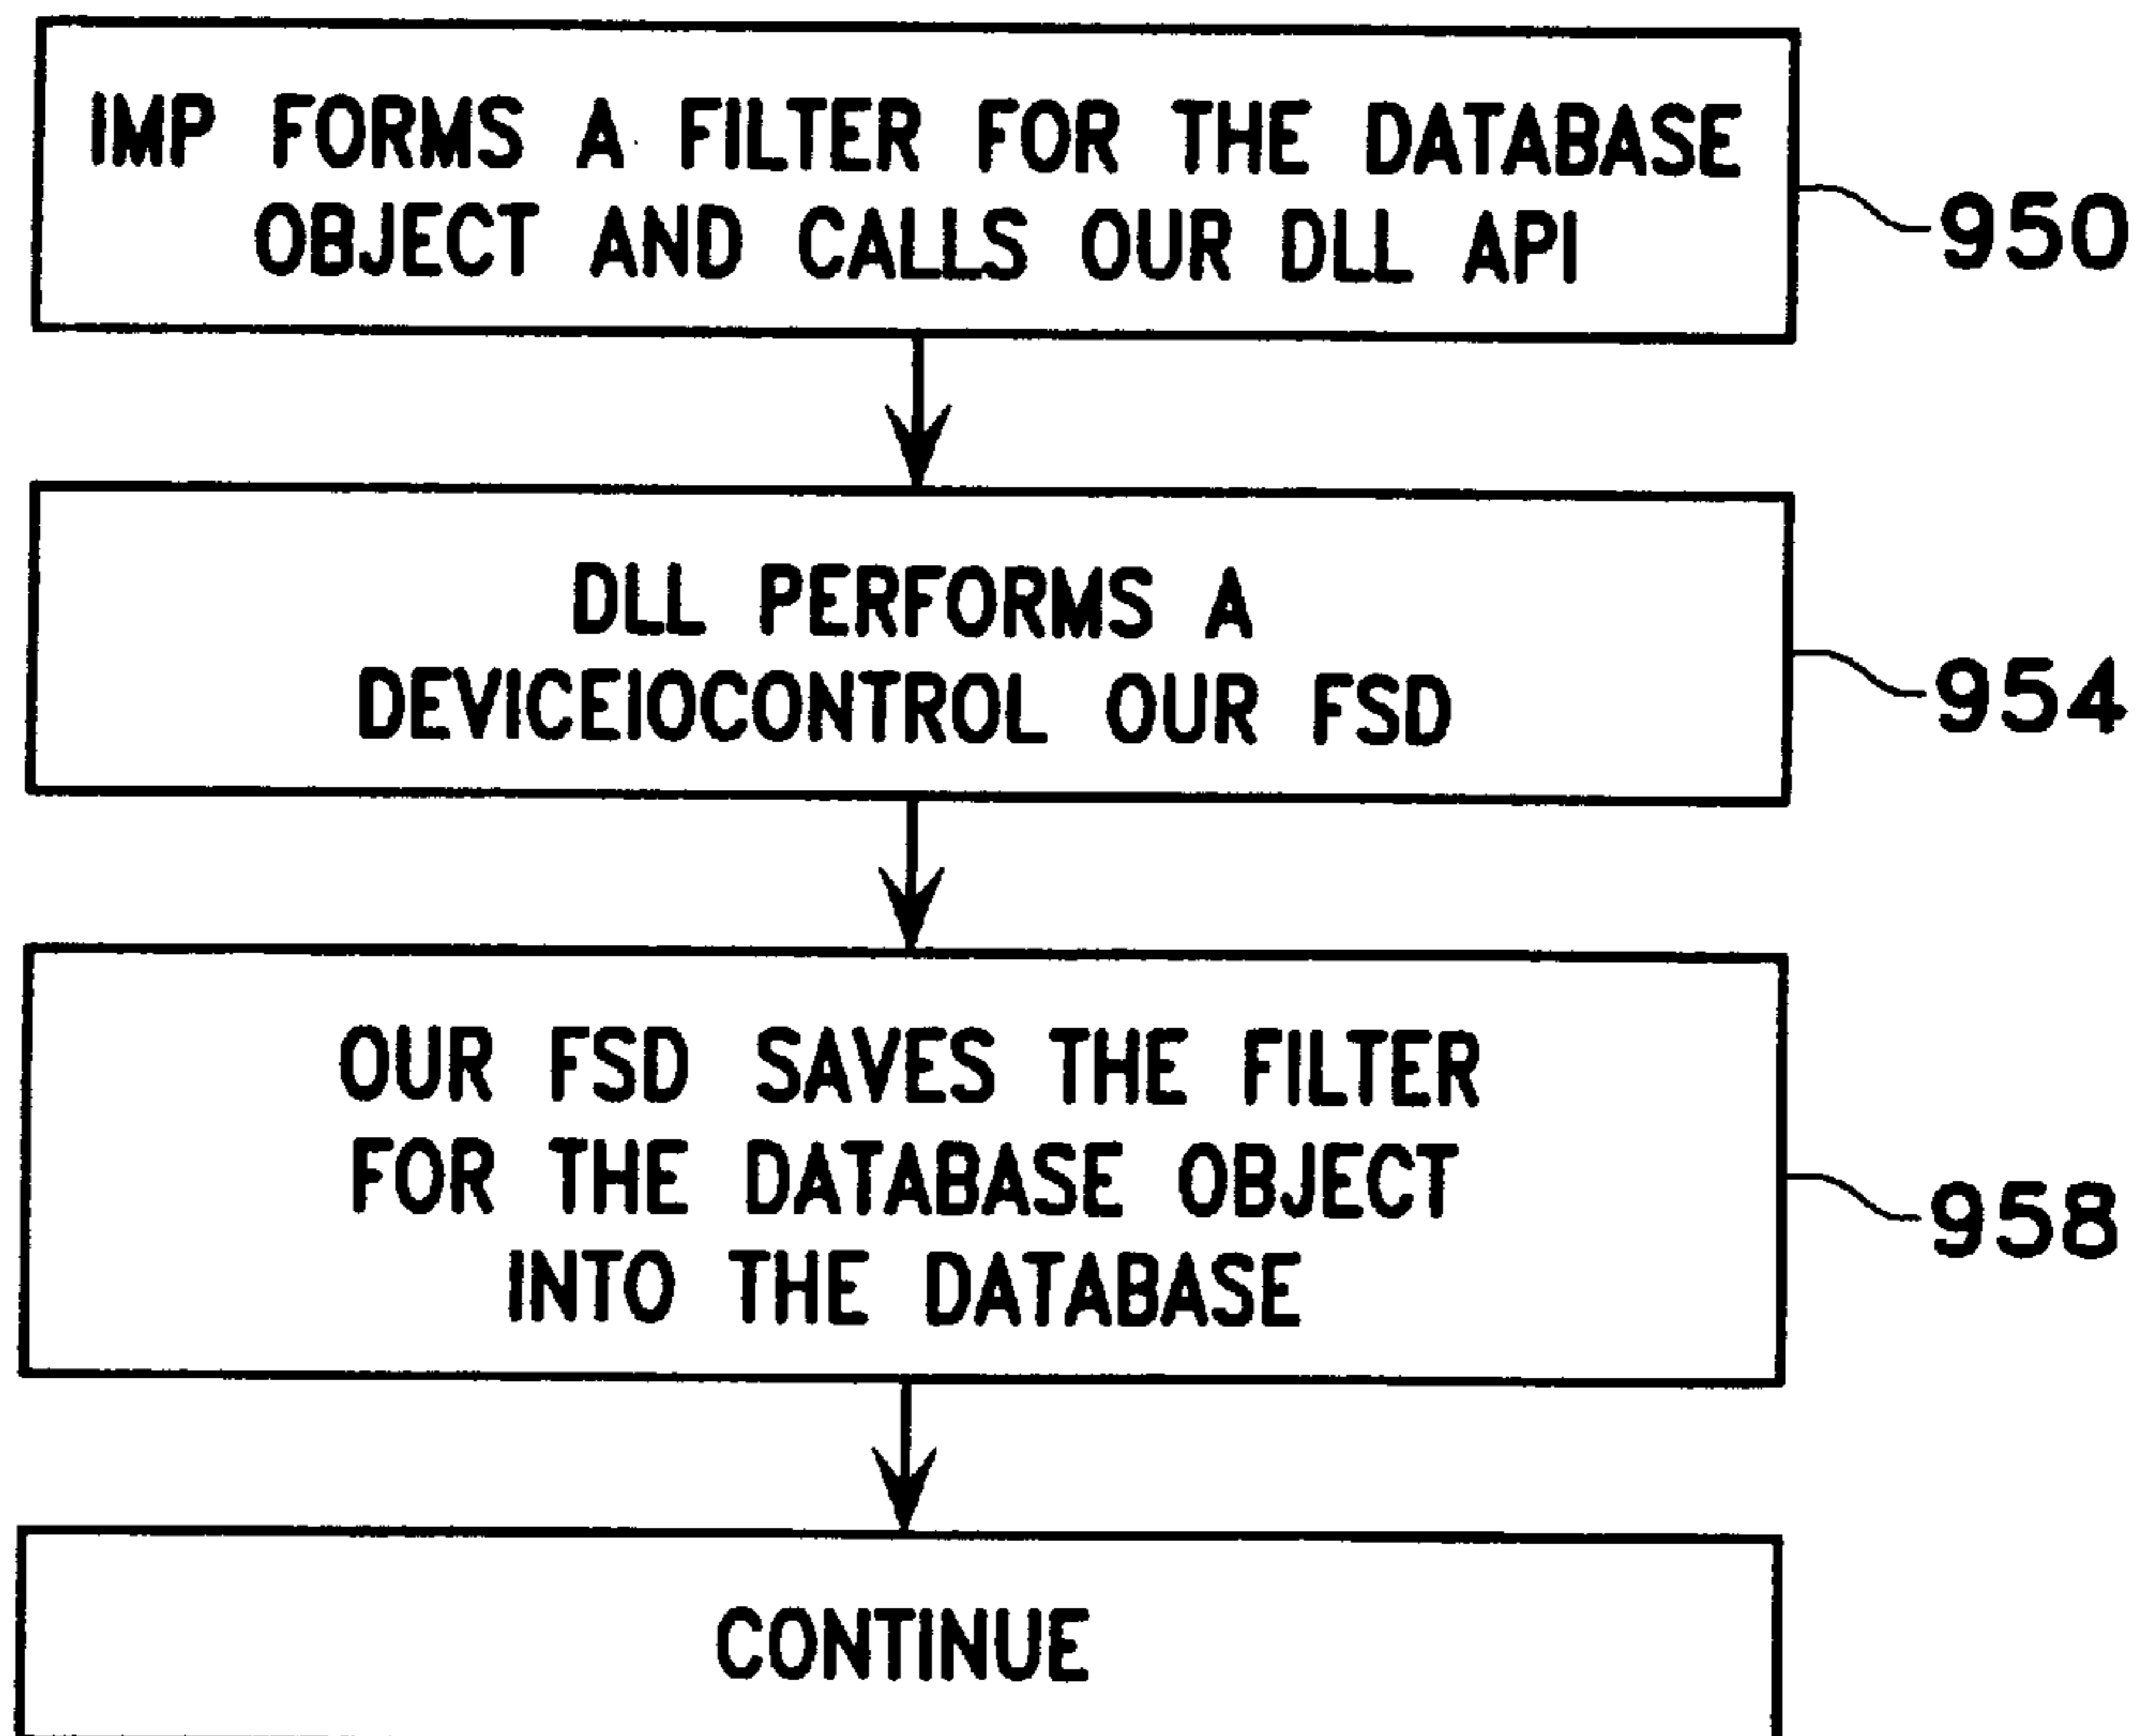 IMP FORMS A FILTER FOR THE DATABASE
OBJECT AND CALLS OUR DLL API
950
DLL PERFORMS A
DEVICEIOCONTROL OUR FSD
954
OUR FSD SAVES THE FILTER
FOR THE DATABASE OBJECT
INTO THE DATABASE
958
CONTINUE